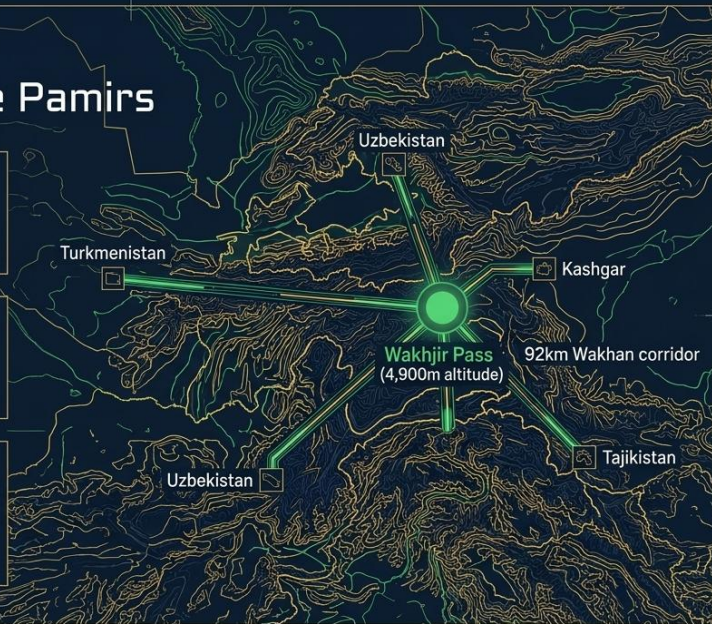 e Pamirs
Uzbekistan
Turkmenistan
Kashgar
Wakhjir Pass
(4,900m altitude)
92km Wakhan corridor
Tajikistan
Uzbekistan